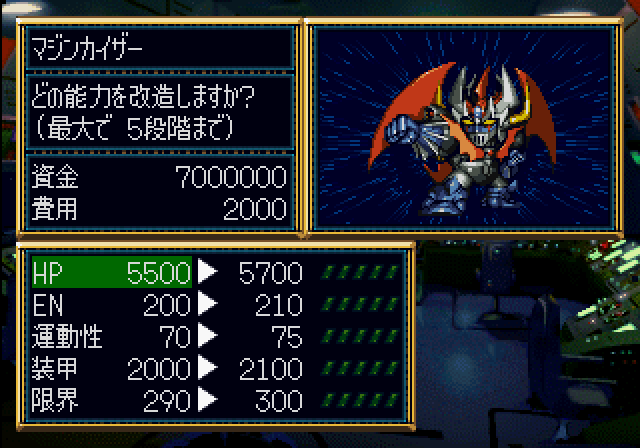 マジンカイザー
どの能力を改造しますか?
(最大で 5段階まで)
資金 7000000
費用 2000
HP 5500 ▶ 5700
EN 200 ▶ 210
運動性 70 ▶ 75
装甲 2000 ▶ 2100
限界 290 ▶ 300